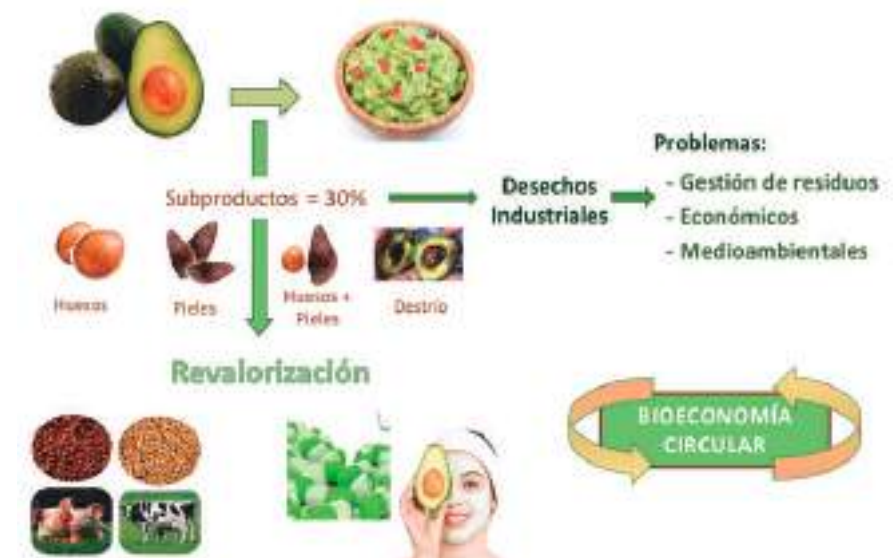 Problemas:
Subproductos = 30%
Desechos
Industriales
- Gestión de residuos
- Económicos
- Medioambientales
Huesos
Pieles
Huesos +
Pieles
Destrío
Revalorización
BIOECONOMÍA
CIRCULAR